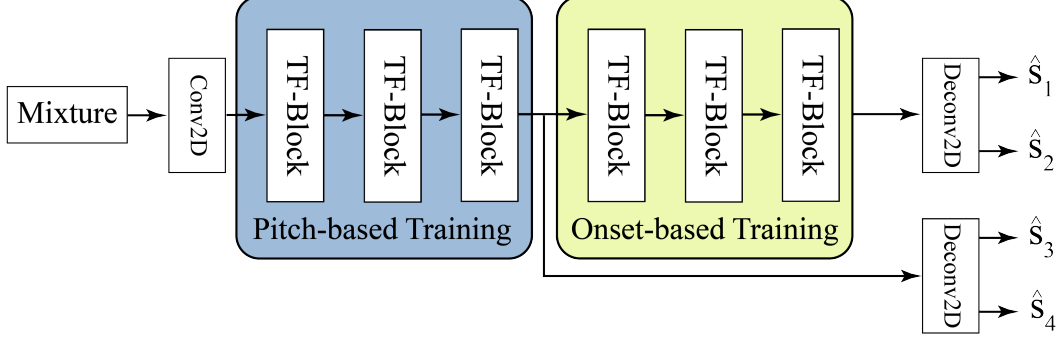 Mixture
Conv2D
TF-Block
TF-Block
TF-Block
Pitch-based Training
TF-Block
TF-Block
TF-Block
Onset-based Training
Deconv2D
ŝ₁
ŝ₂
Deconv2D
ŝ₃
ŝ₄